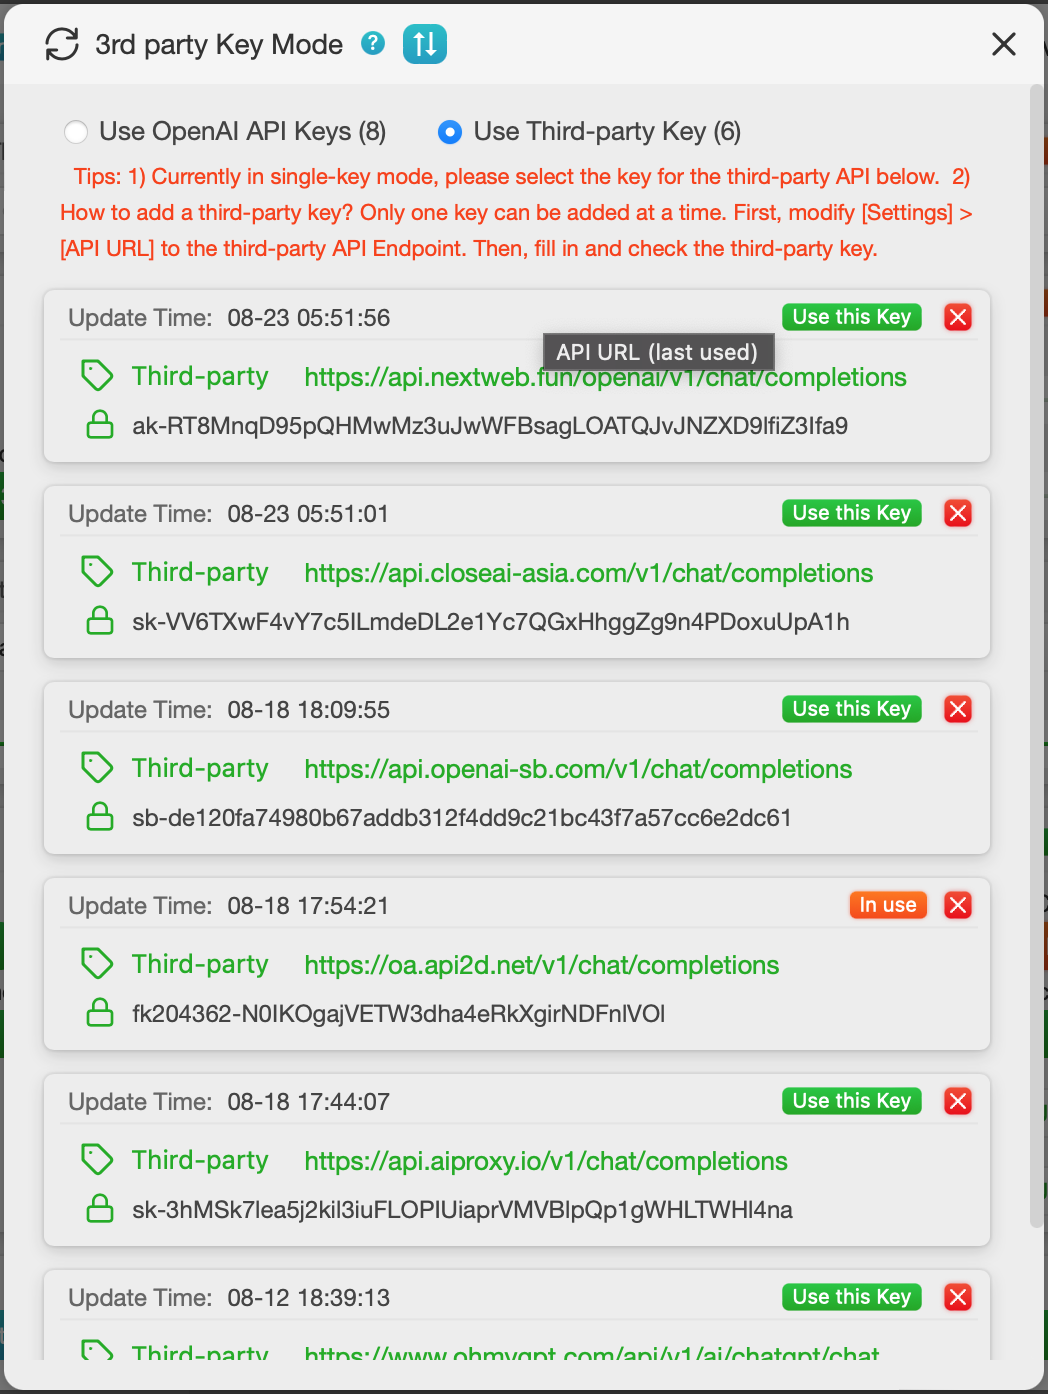 3rd party Key Mode ?
Use OpenAI API Keys (8) Use Third-party Key (6)
Tips: 1) Currently in single-key mode, please select the key for the third-party API below. 2)
How to add a third-party key? Only one key can be added at a time. First, modify [Settings] >
[API URL] to the third-party API Endpoint. Then, fill in and check the third-party key.
Update Time: 08-23 05:51:56 Use this Key
API URL (last used)
Third-party https://api.nextweb.fun/openai/v1/chat/completions
ak-RT8MnqD95pQHMwMz3uJwWFBsagLOATQJvJNZXD9lfiZ3Ifa9
Update Time: 08-23 05:51:01 Use this Key
Third-party https://api.closeai-asia.com/v1/chat/completions
sk-VV6TXwF4vY7c5ILmdeDL2e1Yc7QGxHhggZg9n4PDoxuUpA1h
Update Time: 08-18 18:09:55 Use this Key
Third-party https://api.openai-sb.com/v1/chat/completions
sb-de120fa74980b67addb312f4dd9c21bc43f7a57cc6e2dc61
Update Time: 08-18 17:54:21 In use
Third-party https://oa.api2d.net/v1/chat/completions
fk204362-N0IKOgajVETW3dha4eRkXgirNDFnlVOl
Update Time: 08-18 17:44:07 Use this Key
Third-party https://api.aiproxy.io/v1/chat/completions
sk-3hMSk7lea5j2kil3iuFLOPIUiaprVMVBlpQp1gWHLTWHl4na
Update Time: 08-12 18:39:13 Use this Key
Third-party https://www.ohmygpt.com/api/v1/ai/chatgpt/chat